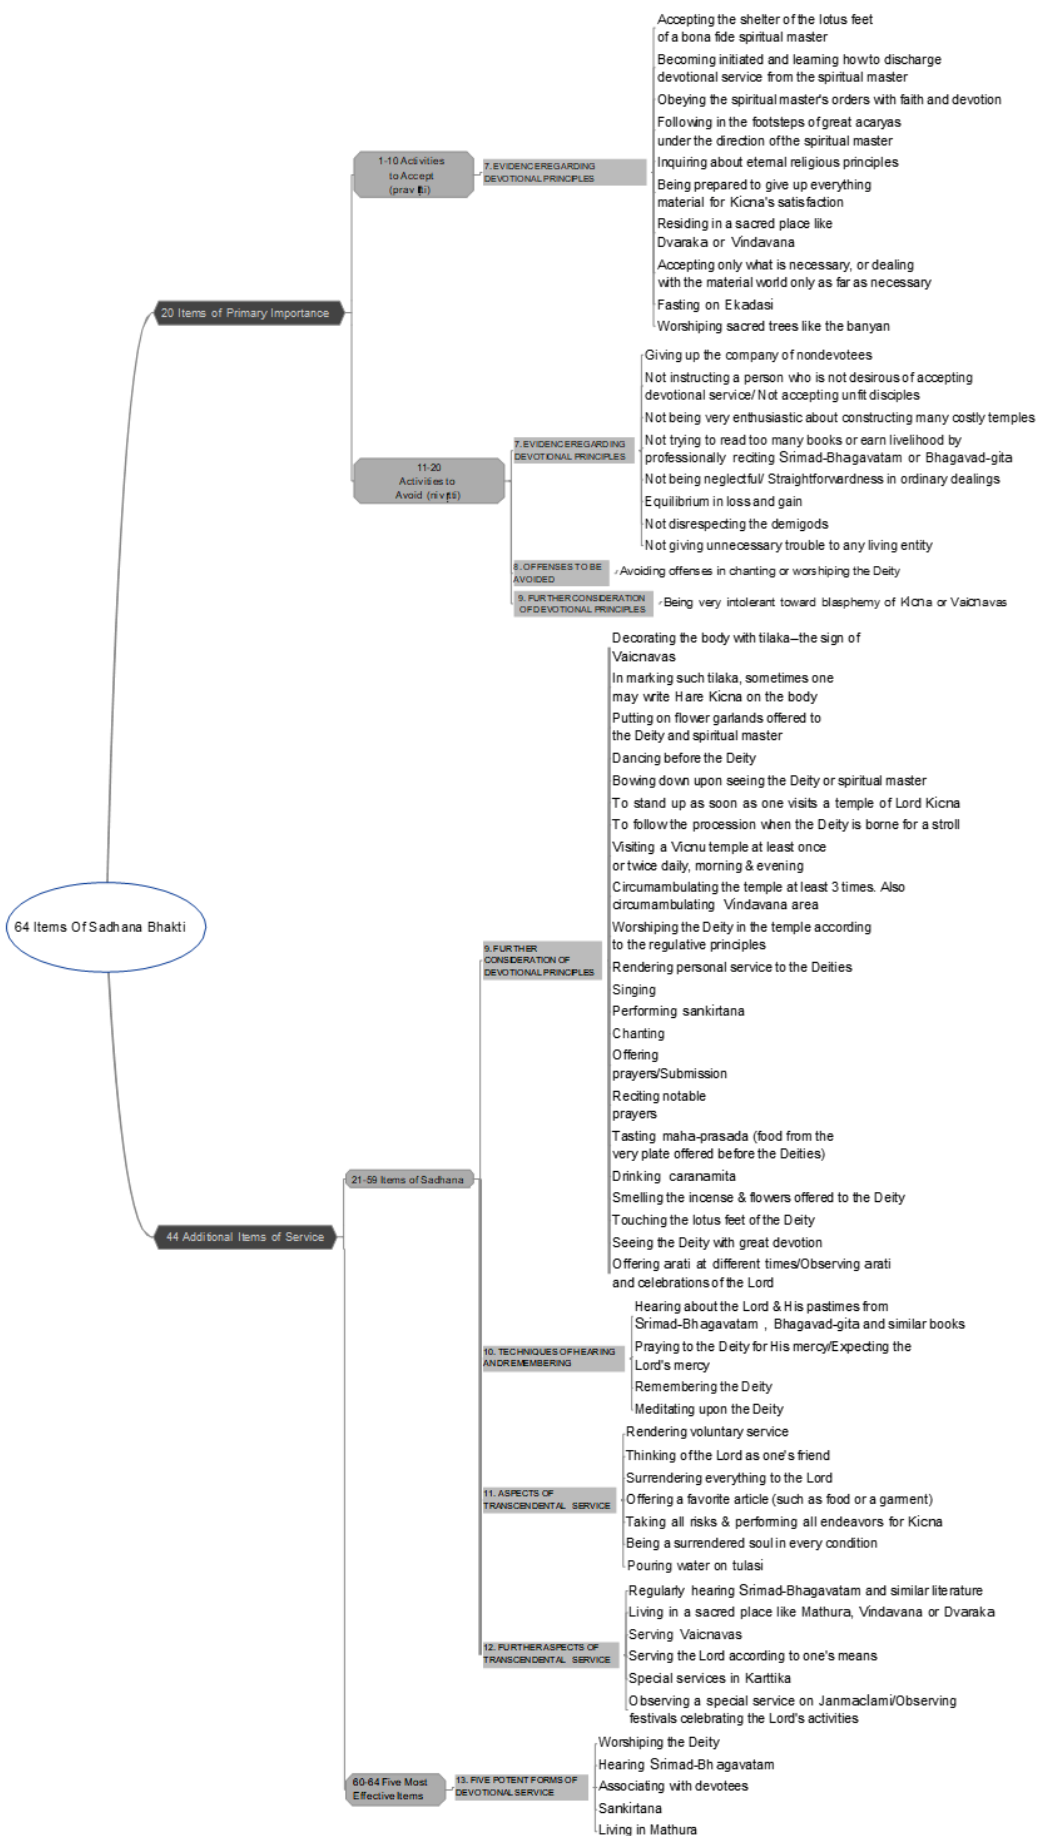 64 Items Of Sadhana Bhakti
20 Items of Primary Importance
1-10 Activities
to Accept
(pravṛtti)
7. EVIDENCE REGARDING
DEVOTIONAL PRINCIPLES
Accepting the shelter of the lotus feet
of a bona fide spiritual master
Becoming initiated and learning how to discharge
devotional service from the spiritual master
Obeying the spiritual master's orders with faith and devotion
Following in the footsteps of great acaryas
under the direction of the spiritual master
Inquiring about eternal religious principles
Being prepared to give up everything
material for Kicna's satisfaction
Residing in a sacred place like
Dvaraka or Vindavana
Accepting only what is necessary, or dealing
with the material world only as far as necessary
Fasting on Ekadasi
Worshiping sacred trees like the banyan
11-20
Activities to
Avoid (nivṛtti)
7. EVIDENCE REGARDING
DEVOTIONAL PRINCIPLES
Giving up the company of nondevotees
Not instructing a person who is not desirous of accepting
devotional service/ Not accepting unfit disciples
Not being very enthusiastic about constructing many costly temples
Not trying to read too many books or earn livelihood by
professionally reciting Srimad-Bhagavatam or Bhagavad-gita
Not being neglectful/ Straightforwardness in ordinary dealings
Equilibrium in loss and gain
Not disrespecting the demigods
Not giving unnecessary trouble to any living entity
8. OFFENSES TO BE
AVOIDED
Avoiding offenses in chanting or worshiping the Deity
9. FURTHER CONSIDERATION
OF DEVOTIONAL PRINCIPLES
Being very intolerant toward blasphemy of Kicna or Vaicnavas
44 Additional Items of Service
21-59 Items of Sadhana
9. FURTHER
CONSIDERATION OF
DEVOTIONAL PRINCIPLES
Decorating the body with tilaka--the sign of
Vaicnavas
In marking such tilaka, sometimes one
may write Hare Kicna on the body
Putting on flower garlands offered to
the Deity and spiritual master
Dancing before the Deity
Bowing down upon seeing the Deity or spiritual master
To stand up as soon as one visits a temple of Lord Kicna
To follow the procession when the Deity is borne for a stroll
Visiting a Vicnu temple at least once
or twice daily, morning & evening
Circumambulating the temple at least 3 times. Also
circumambulating Vindavana area
Worshiping the Deity in the temple according
to the regulative principles
Rendering personal service to the Deities
Singing
Performing sankirtana
Chanting
Offering
prayers/Submission
Reciting notable
prayers
Tasting maha-prasada (food from the
very plate offered before the Deities)
Drinking caranamita
Smelling the incense & flowers offered to the Deity
Touching the lotus feet of the Deity
Seeing the Deity with great devotion
Offering arati at different times/Observing arati
and celebrations of the Lord
10. TECHNIQUES OF HEARING
AND REMEMBERING
Hearing about the Lord & His pastimes from
Srimad-Bhagavatam , Bhagavad-gita and similar books
Praying to the Deity for His mercy/Expecting the
Lord's mercy
Remembering the Deity
Meditating upon the Deity
11. ASPECTS OF
TRANSCENDENTAL SERVICE
Rendering voluntary service
Thinking of the Lord as one's friend
Surrendering everything to the Lord
Offering a favorite article (such as food or a garment)
Taking all risks & performing all endeavors for Kicna
Being a surrendered soul in every condition
Pouring water on tulasi
12. FURTHER ASPECTS OF
TRANSCENDENTAL SERVICE
Regularly hearing Srimad-Bhagavatam and similar literature
Living in a sacred place like Mathura, Vindavana or Dvaraka
Serving Vaicnavas
Serving the Lord according to one's means
Special services in Karttika
Observing a special service on Janmaclami/Observing
festivals celebrating the Lord's activities
60-64 Five Most
Effective Items
13. FIVE POTENT FORMS OF
DEVOTIONAL SERVICE
Worshiping the Deity
Hearing Srimad-Bhagavatam
Associating with devotees
Sankirtana
Living in Mathura